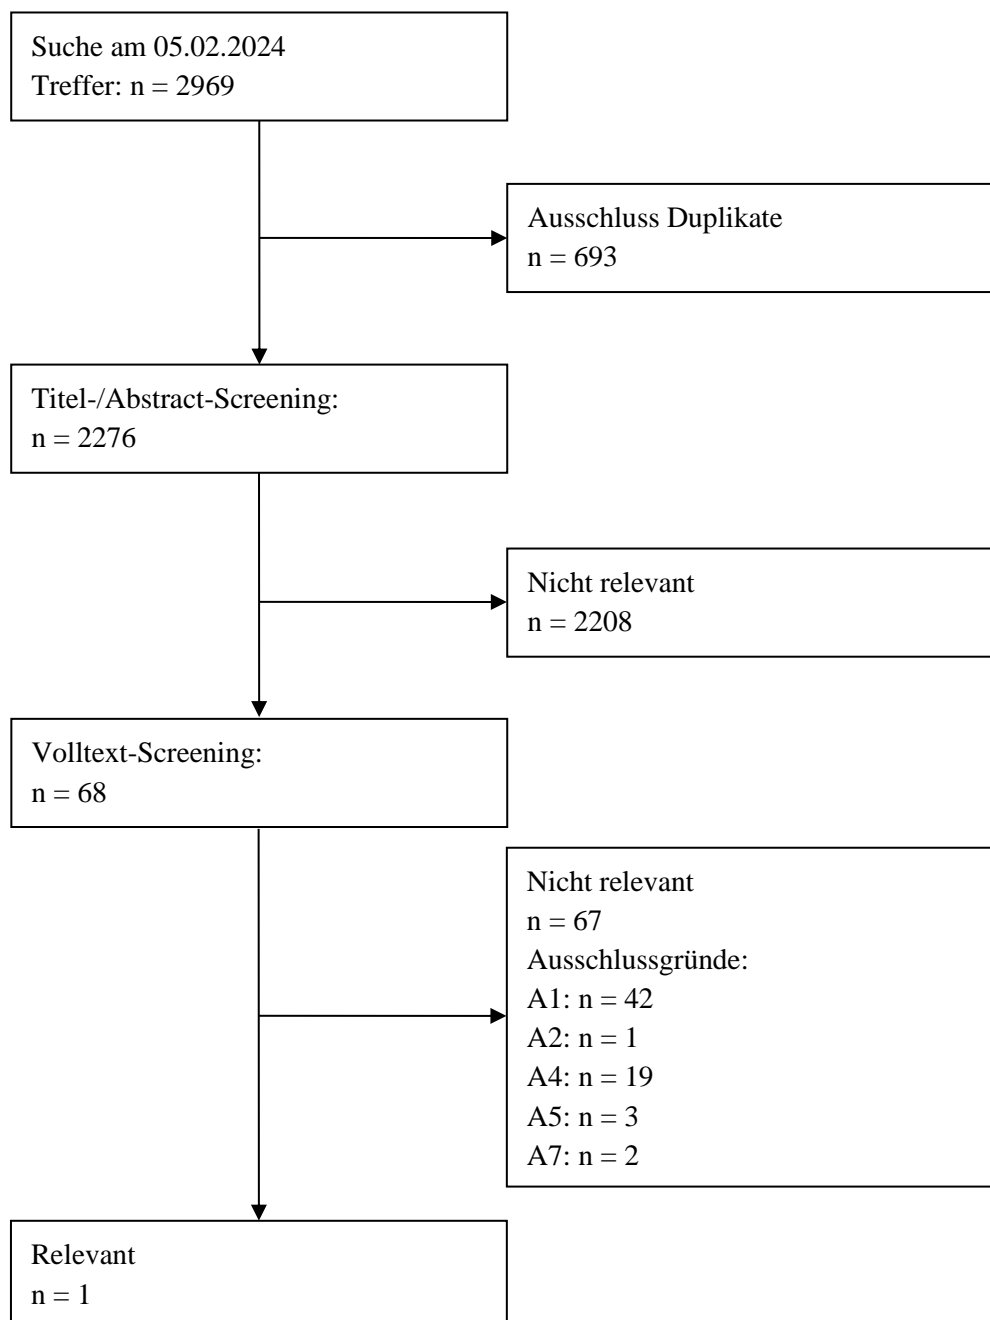 Suche am 05.02.2024
Treffer: n = 2969
Ausschluss Duplikate
n = 693
Titel-/Abstract-Screening:
n = 2276
Nicht relevant
n = 2208
Volltext-Screening:
n = 68
Nicht relevant
n = 67
Ausschlussgründe:
A1: n = 42
A2: n = 1
A4: n = 19
A5: n = 3
A7: n = 2
Relevant
n = 1